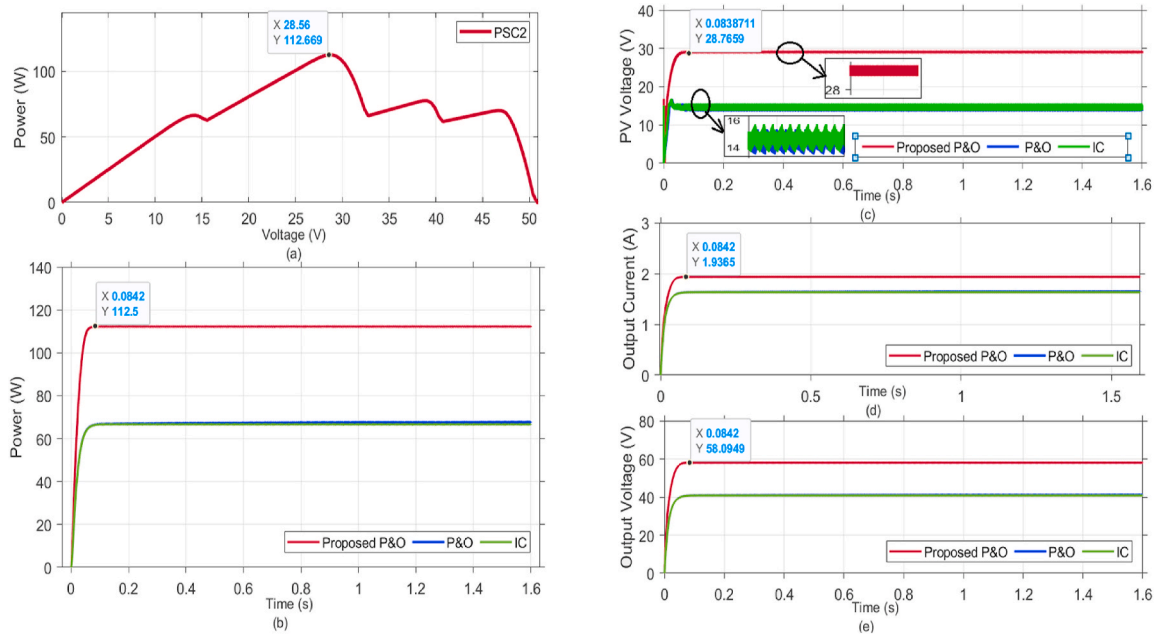 X 28.56
Y 112.669
PSC2
100
50
0
Power (W)
0 5 10 15 20 25 30 35 40 45 50
Voltage (V)
(a)
140
120
100
80
60
40
20
0
Power (W)
X 0.0842
Y 112.5
Proposed P&O P&O IC
0 0.2 0.4 0.6 0.8 1 1.2 1.4 1.6
Time (s)
(b)
40
30
20
10
0
PV Voltage (V)
X 0.0838711
Y 28.7659
28
16
14
Proposed P&O P&O IC
0 0.2 0.4 0.6 0.8 1 1.2 1.4 1.6
Time (s)
(c)
3
2
1
0
Output Current (A)
X 0.0842
Y 1.9365
Proposed P&O P&O IC
0 0.5 1 1.5
Time (s)
(d)
80
60
40
20
0
Output Voltage (V)
X 0.0842
Y 58.0949
Proposed P&O P&O IC
0 0.2 0.4 0.6 0.8 1 1.2 1.4 1.6
Time (s)
(e)